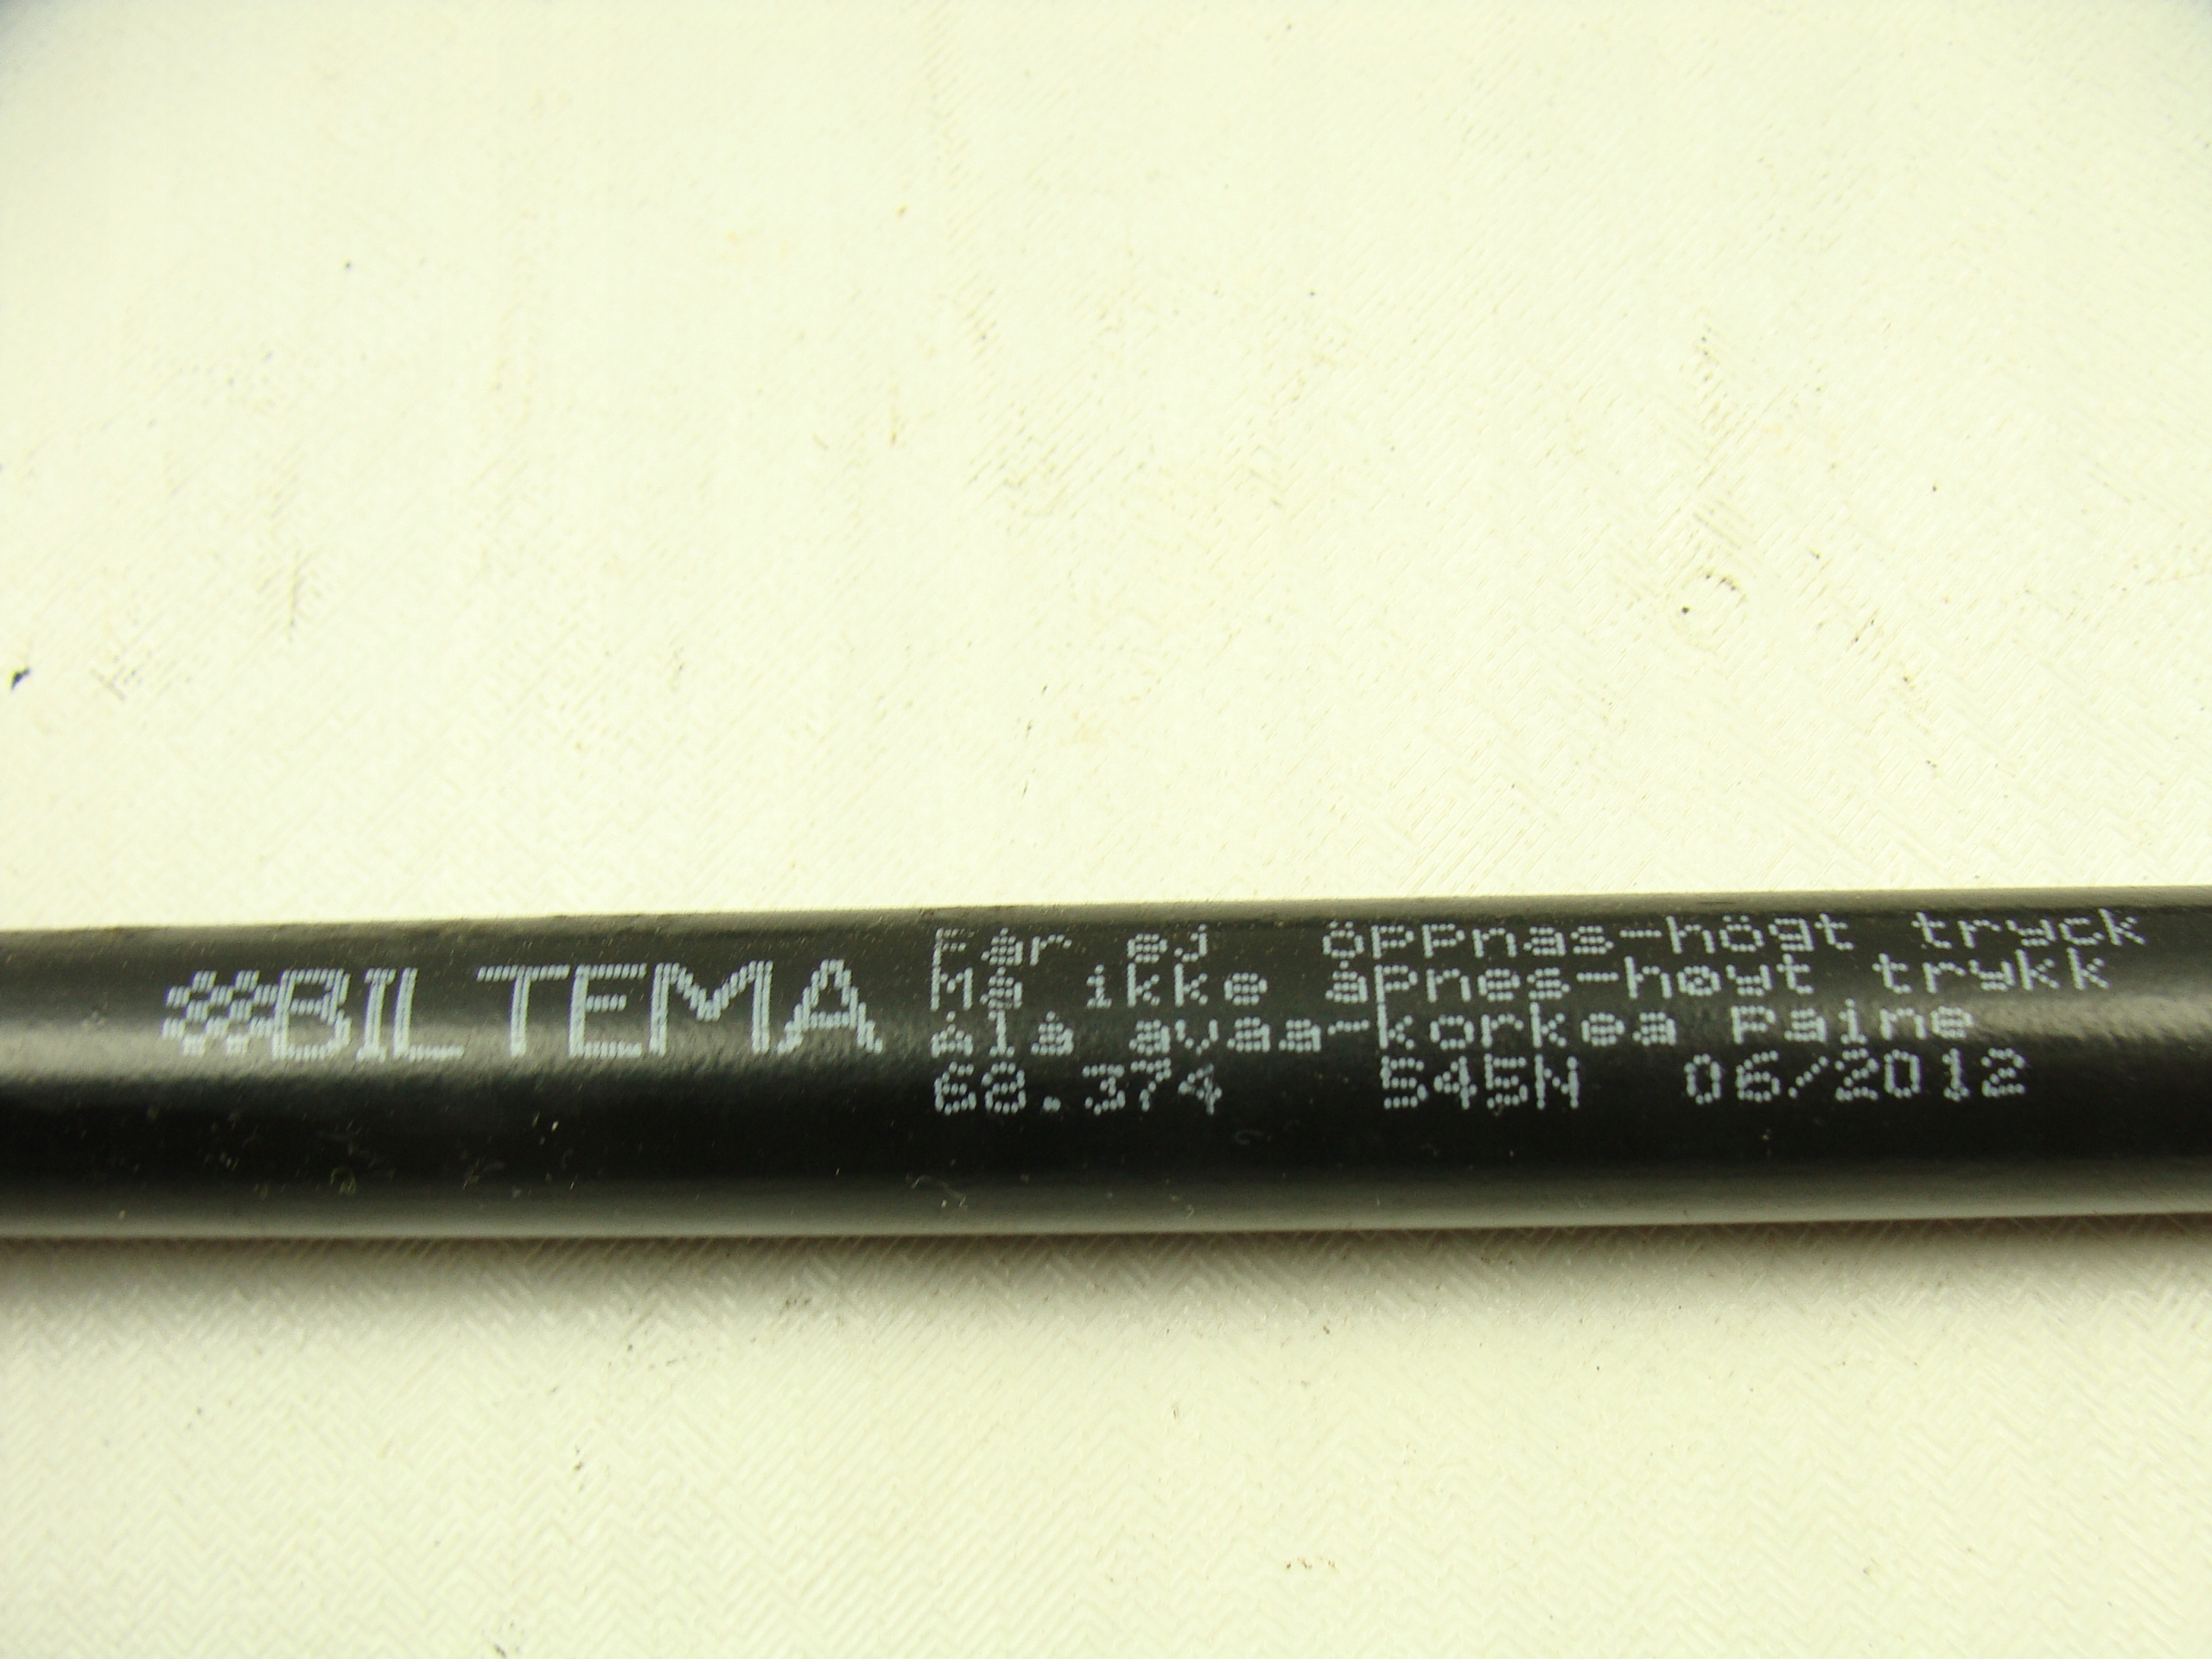 BILTEMA
Får ej öppnas-högt tryck
Må ikke åpnes-høyt trykk
älä avaa-korkea paine
60.374 545N 06/2012